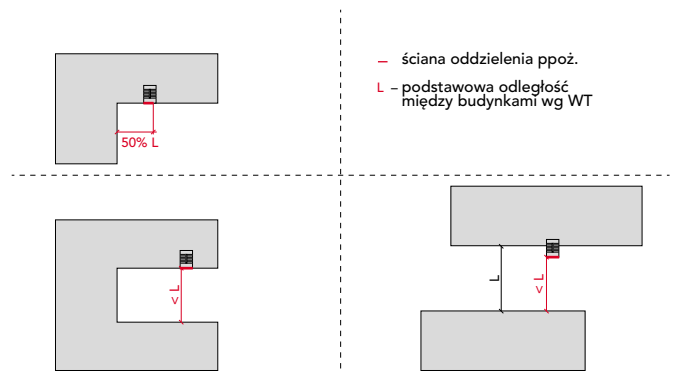 – ściana oddzielenia ppoż.
L – podstawowa odległość
między budynkami wg WT
50% L
< L
L
< L